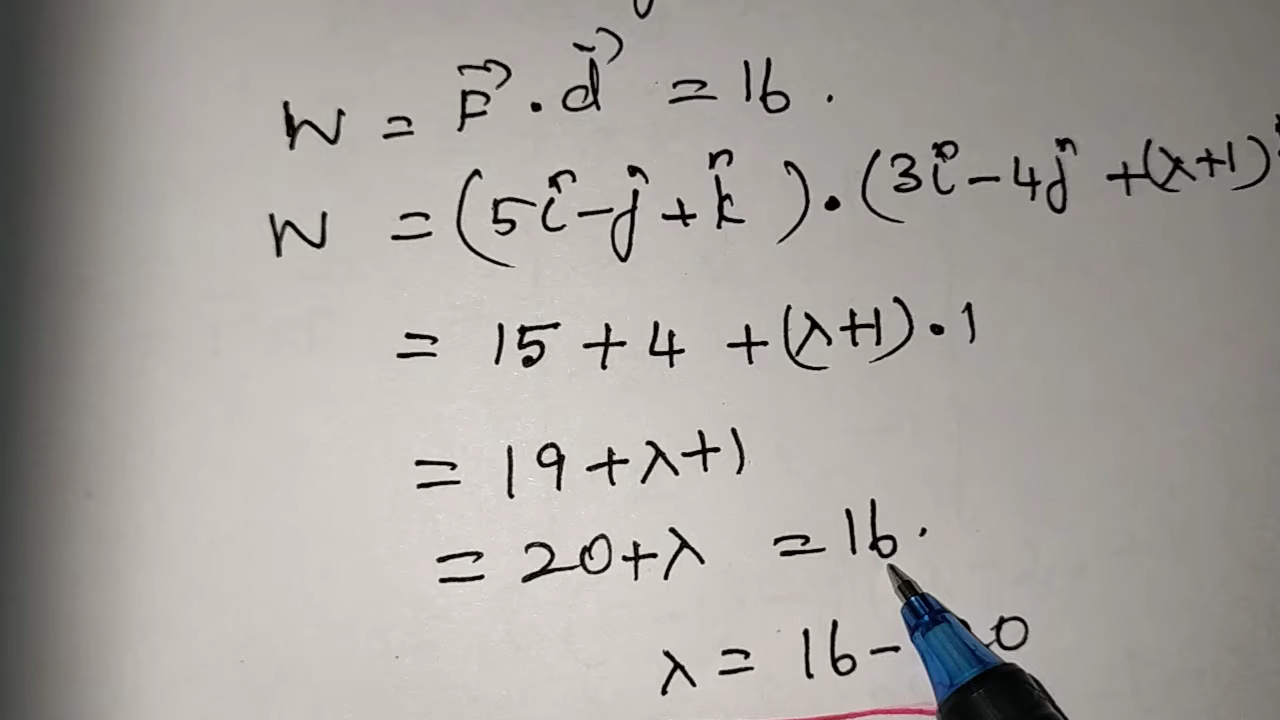 W = F⃗ . d⃗ = 16 .
W = (5î - ĵ + k̂) . (3î - 4ĵ + (λ+1)
= 15 + 4 + (λ+1) . 1
= 19 + λ + 1
= 20 + λ = 16 .
λ = 16 -